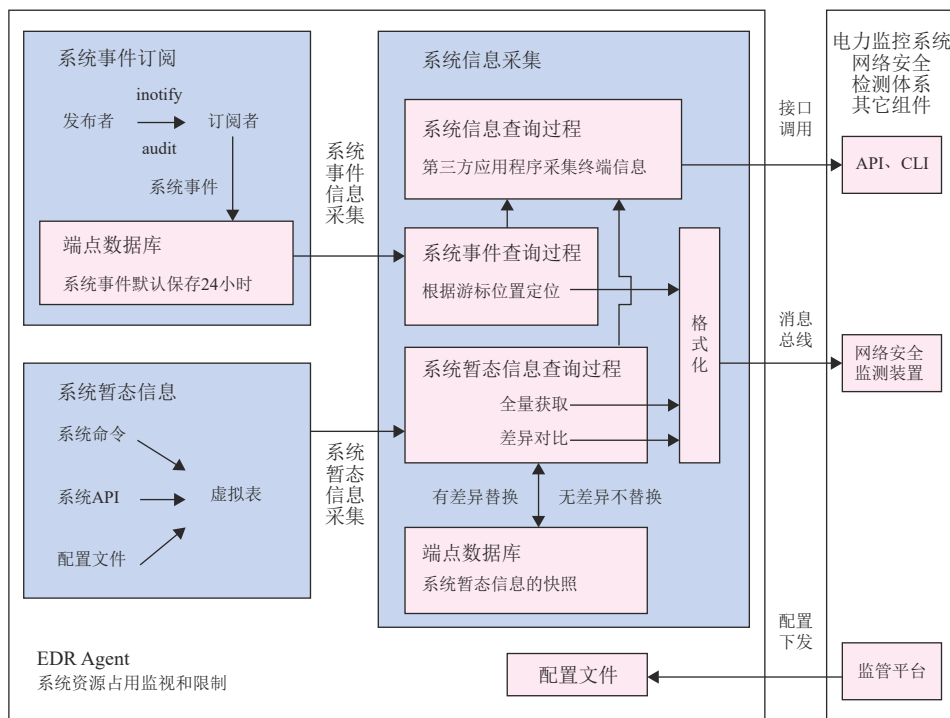 系统事件订阅
inotify
发布者
订阅者
audit
系统事件
端点数据库
系统事件默认保存24小时
系统
事件
信息
采集
系统暂态信息
系统命令
系统API
虚拟表
配置文件
系统
暂态
信息
采集
系统信息采集
系统信息查询过程
第三方应用程序采集终端信息
系统事件查询过程
根据游标位置定位
系统暂态信息查询过程
全量获取
差异对比
格
式
化
有差异替换
无差异不替换
端点数据库
系统暂态信息的快照
EDR Agent
系统资源占用监视和限制
配置文件
接口
调用
消息
总线
配置
下发
电力监控系统
网络安全
检测体系
其它组件
API、CLI
网络安全
监测装置
监管平台